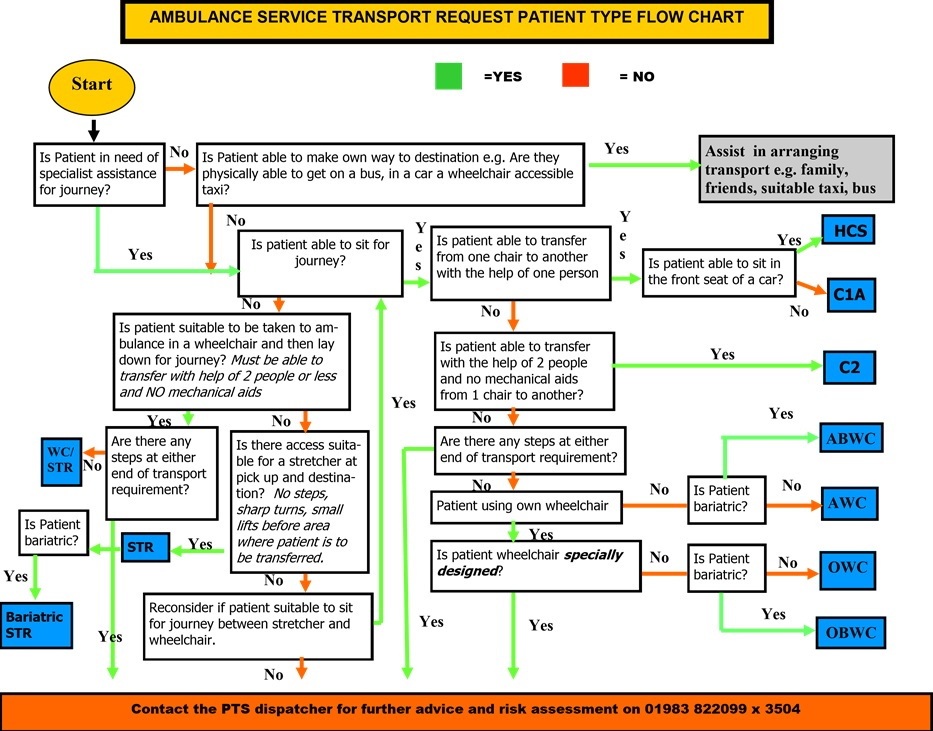 AMBULANCE SERVICE TRANSPORT REQUEST PATIENT TYPE FLOW CHART
=YES
= NO
Start
Is Patient in need of
specialist assistance
for journey?
No
Is Patient able to make own way to destination e.g. Are they
physically able to get on a bus, in a car a wheelchair accessible
taxi?
Yes
Assist in arranging
transport e.g. family,
friends, suitable taxi, bus
Yes
No
Is patient able to sit for
journey?
Yes
Is patient able to transfer
from one chair to another
with the help of one person
Yes
Is patient able to sit in
the front seat of a car?
Yes
HCS
No
C1A
No
Is patient suitable to be taken to am-
bulance in a wheelchair and then lay
down for journey? Must be able to
transfer with help of 2 people or less
and NO mechanical aids
No
Is patient able to transfer
with the help of 2 people
and no mechanical aids
from 1 chair to another?
Yes
C2
Yes
No
Yes
No
Are there any
steps at either
end of transport
requirement?
No
WC/
STR
Is there access suita-
ble for a stretcher at
pick up and destina-
tion? No steps,
sharp turns, small
lifts before area
where patient is to
be transferred.
Are there any steps at either
end of transport requirement?
No
Patient using own wheelchair
No
Is Patient
bariatric?
Yes
ABWC
No
AWC
Yes
Is patient wheelchair specially
designed?
No
Is Patient
bariatric?
No
OWC
Yes
OBWC
Yes
STR
Is Patient
bariatric?
Yes
Bariatric
STR
No
Reconsider if patient suitable to sit
for journey between stretcher and
wheelchair.
Yes
Yes
Yes
No
Contact the PTS dispatcher for further advice and risk assessment on 01983 822099 x 3504